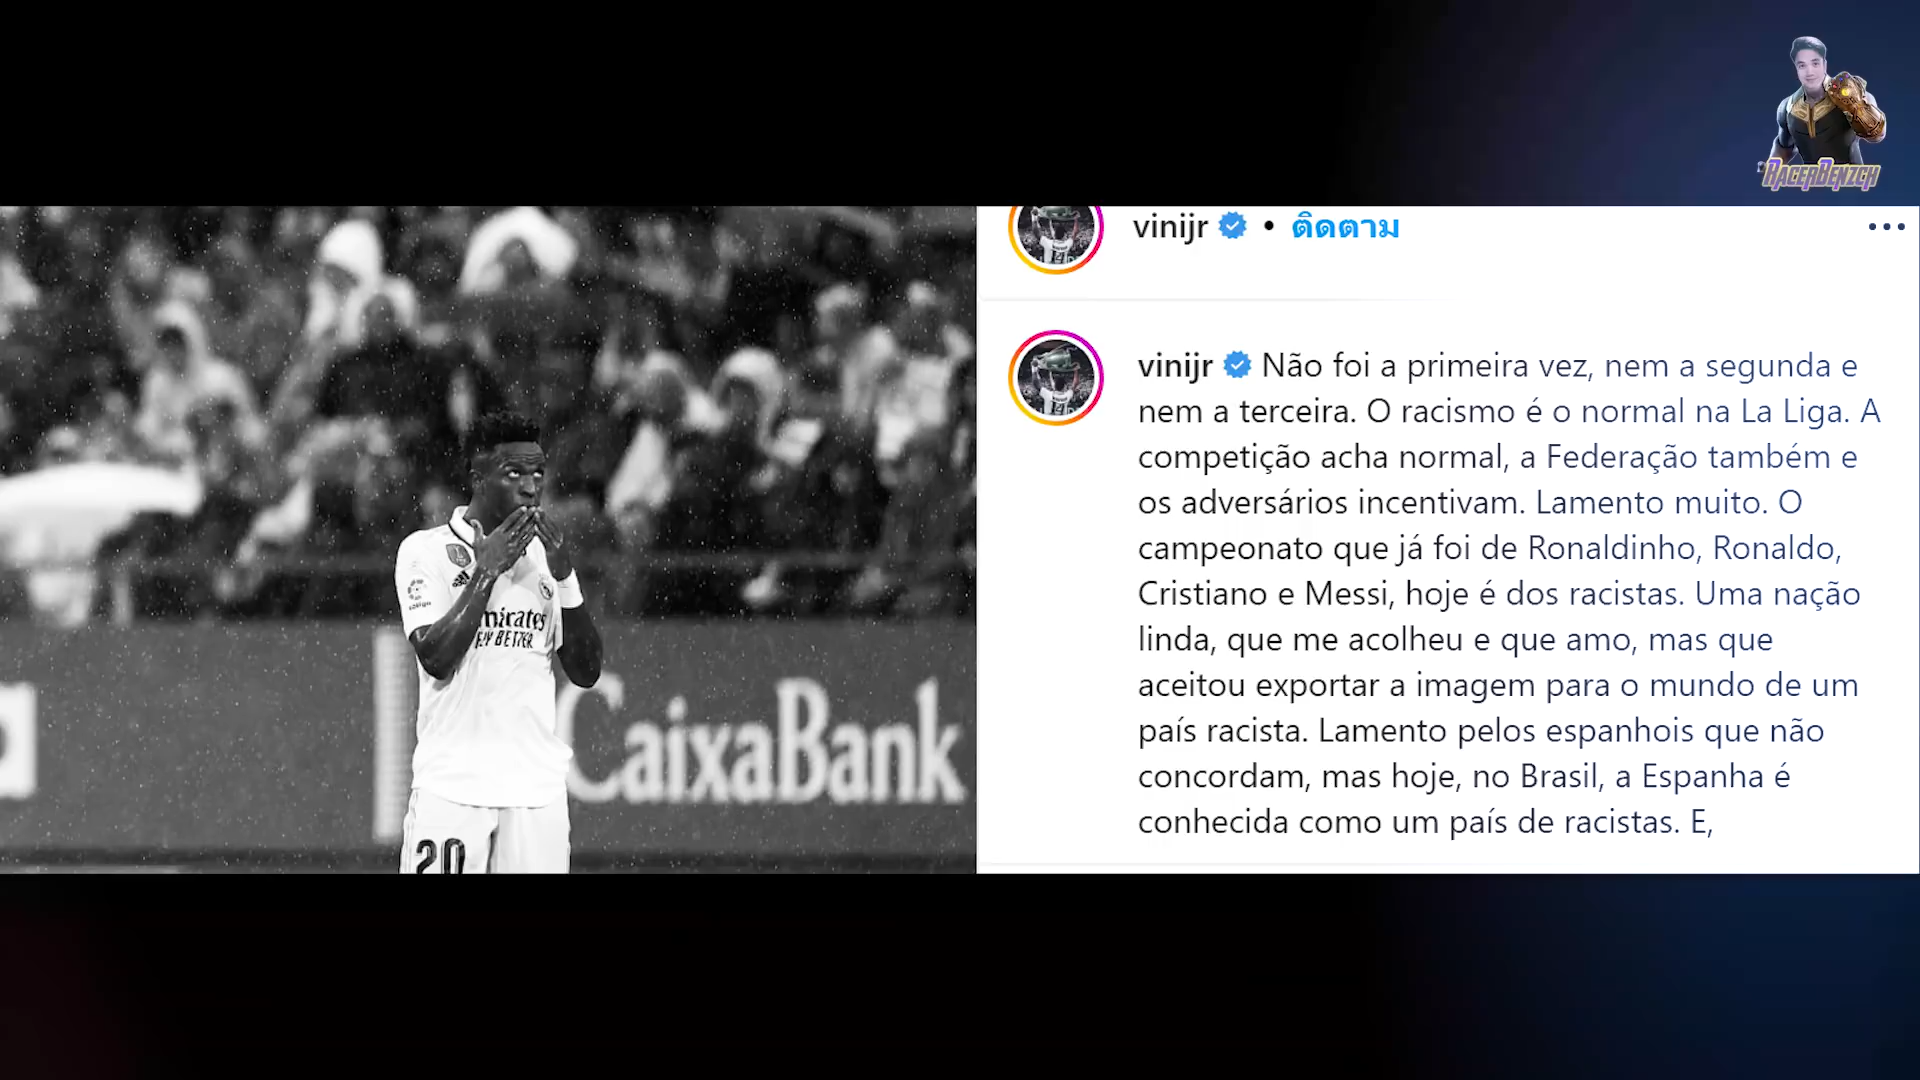 RACERBENZCH
vinijr • ติดตาม
vinijr Não foi a primeira vez, nem a segunda e
nem a terceira. O racismo é o normal na La Liga. A
competição acha normal, a Federação também e
os adversários incentivam. Lamento muito. O
campeonato que já foi de Ronaldinho, Ronaldo,
Cristiano e Messi, hoje é dos racistas. Uma nação
linda, que me acolheu e que amo, mas que
aceitou exportar a imagem para o mundo de um
país racista. Lamento pelos espanhois que não
concordam, mas hoje, no Brasil, a Espanha é
conhecida como um país de racistas. E,
mirates
FLY BETTER
CaixaBank
20